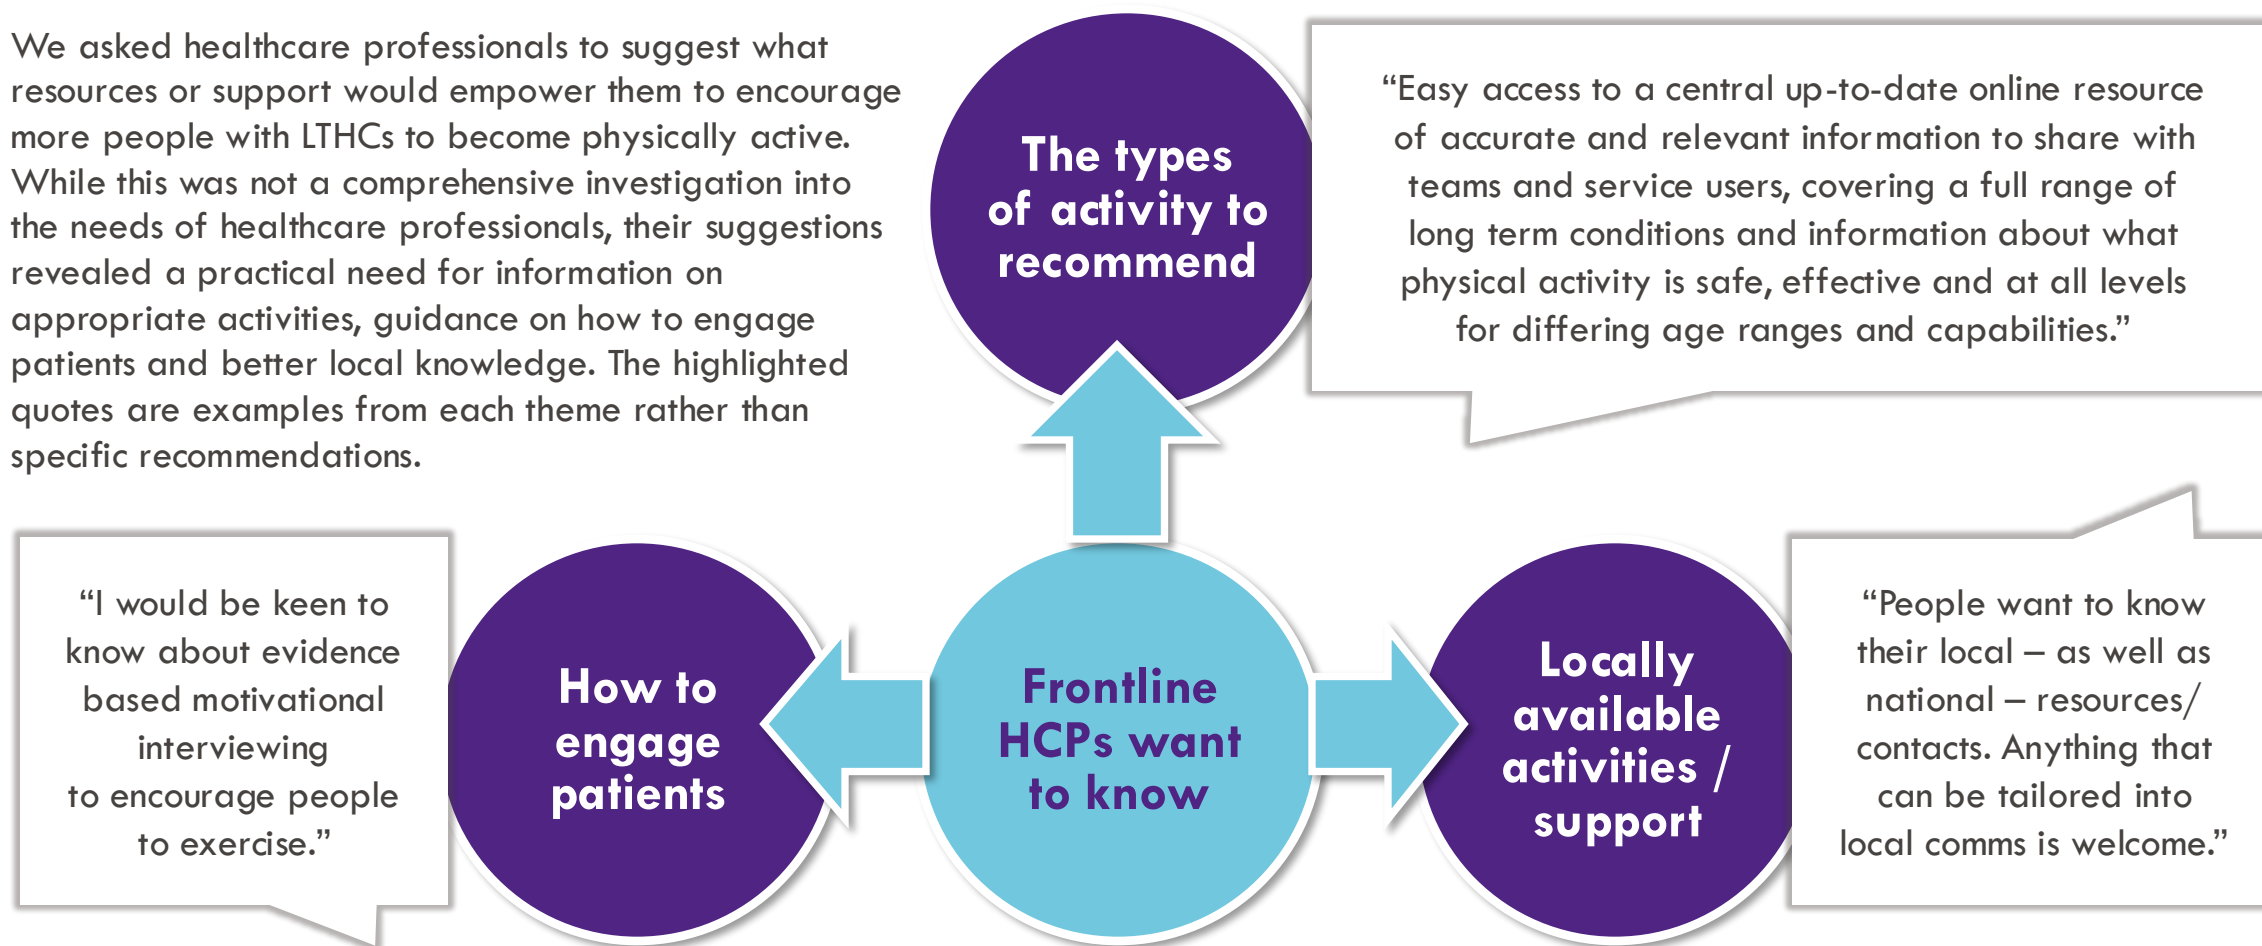 We asked healthcare professionals to suggest what
resources or support would empower them to encourage
more people with LTHCs to become physically active.
While this was not a comprehensive investigation into
the needs of healthcare professionals, their suggestions
revealed a practical need for information on
appropriate activities, guidance on how to engage
patients and better local knowledge. The highlighted
quotes are examples from each theme rather than
specific recommendations.
The types
of activity to
recommend
“Easy access to a central up-to-date online resource
of accurate and relevant information to share with
teams and service users, covering a full range of
long term conditions and information about what
physical activity is safe, effective and at all levels
for differing age ranges and capabilities.”
“I would be keen to
know about evidence
based motivational
interviewing
to encourage people
to exercise.”
How to
engage
patients
Frontline
HCPs want
to know
Locally
available
activities /
support
“People want to know
their local – as well as
national – resources/
contacts. Anything that
can be tailored into
local comms is welcome.”